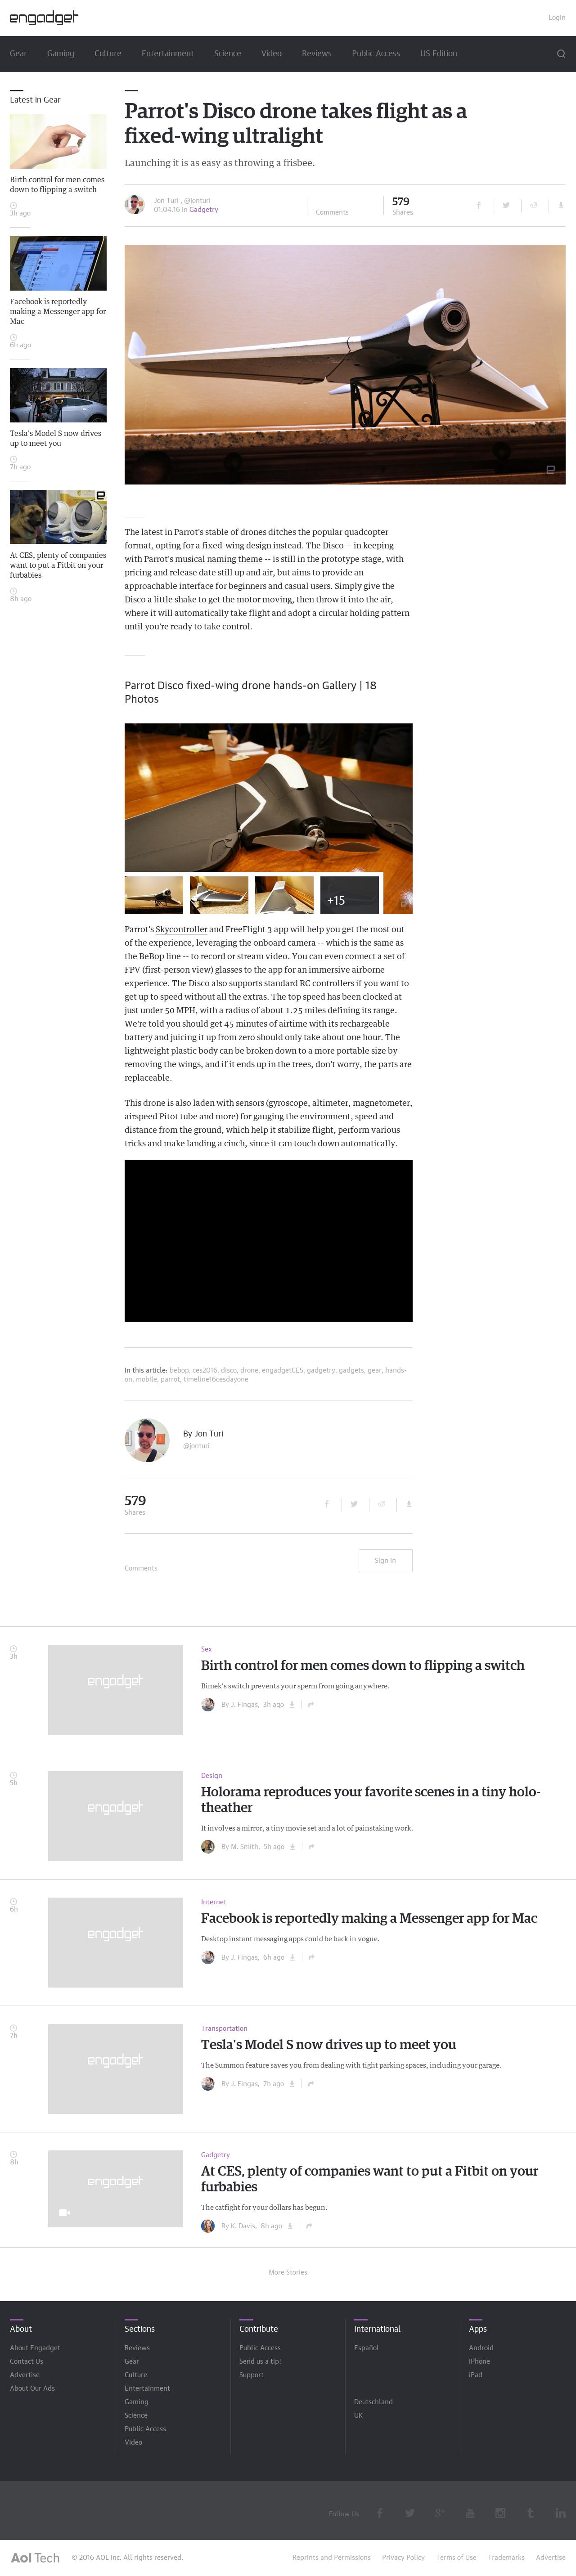 engadget
Login
Gear Gaming Culture Entertainment Science Video Reviews Public Access US Edition
Latest in Gear
Birth control for men comes
down to flipping a switch
3h ago
Facebook is reportedly
making a Messenger app for
Mac
6h ago
Tesla's Model S now drives
up to meet you
7h ago
At CES, plenty of companies
want to put a Fitbit on your
furbabies
8h ago
Parrot's Disco drone takes flight as a
fixed-wing ultralight
Launching it is as easy as throwing a frisbee.
Jon Turi , @jonturi
01.04.16 in Gadgetry
Comments
579
Shares
The latest in Parrot's stable of drones ditches the popular quadcopter
format, opting for a fixed-wing design instead. The Disco -- in keeping
with Parrot's musical naming theme -- is still in the prototype stage, with
pricing and release date still up and air, but aims to provide an
approachable interface for beginners and casual users. Simply give the
Disco a little shake to get the motor moving, then throw it into the air,
where it will automatically take flight and adopt a circular holding pattern
until you're ready to take control.
Parrot Disco fixed-wing drone hands-on Gallery | 18
Photos
+15
Parrot's Skycontroller and FreeFlight 3 app will help you get the most out
of the experience, leveraging the onboard camera -- which is the same as
the BeBop line -- to record or stream video. You can even connect a set of
FPV (first-person view) glasses to the app for an immersive airborne
experience. The Disco also supports standard RC controllers if you want to
get up to speed without all the extras. The top speed has been clocked at
just under 50 MPH, with a radius of about 1.25 miles defining its range.
We're told you should get 45 minutes of airtime with its rechargable
battery and juicing it up from zero should only take about one hour. The
lightweight plastic body can be broken down to a more portable size by
removing the wings, and if it ends up in the trees, don't worry, the parts are
replaceable.
This drone is also laden with sensors (gyroscope, altimeter, magnetometer,
airspeed Pitot tube and more) for gauging the environment, speed and
distance from the ground, which help it stabilize flight, perform various
tricks and make landing a cinch, since it can touch down automatically.
In this article: bebop, ces2016, disco, drone, engadgetCES, gadgetry, gadgets, gear, hands-
on, mobile, parrot, timeline16cesdayone
By Jon Turi
@jonturi
579
Shares
Comments
Sign In
3h
engadget
Sex
Birth control for men comes down to flipping a switch
Bimek's switch prevents your sperm from going anywhere.
By J. Fingas, 3h ago
5h
engadget
Design
Holorama reproduces your favorite scenes in a tiny holo-
theather
It involves a mirror, a tiny movie set and a lot of painstaking work.
By M. Smith, 5h ago
6h
engadget
Internet
Facebook is reportedly making a Messenger app for Mac
Desktop instant messaging apps could be back in vogue.
By J. Fingas, 6h ago
7h
engadget
Transportation
Tesla's Model S now drives up to meet you
The Summon feature saves you from dealing with tight parking spaces, including your garage.
By J. Fingas, 7h ago
8h
engadget
Gadgetry
At CES, plenty of companies want to put a Fitbit on your
furbabies
The catfight for your dollars has begun.
By K. Davis, 8h ago
More Stories
About
About Engadget
Contact Us
Advertise
About Our Ads
Sections
Reviews
Gear
Culture
Entertainment
Gaming
Science
Public Access
Video
Contribute
Public Access
Send us a tip!
Support
International
Español
Deutschland
UK
Apps
Android
iPhone
iPad
Follow Us
Aol Tech © 2016 AOL Inc. All rights reserved.
Reprints and Permissions Privacy Policy Terms of Use Trademarks Advertise